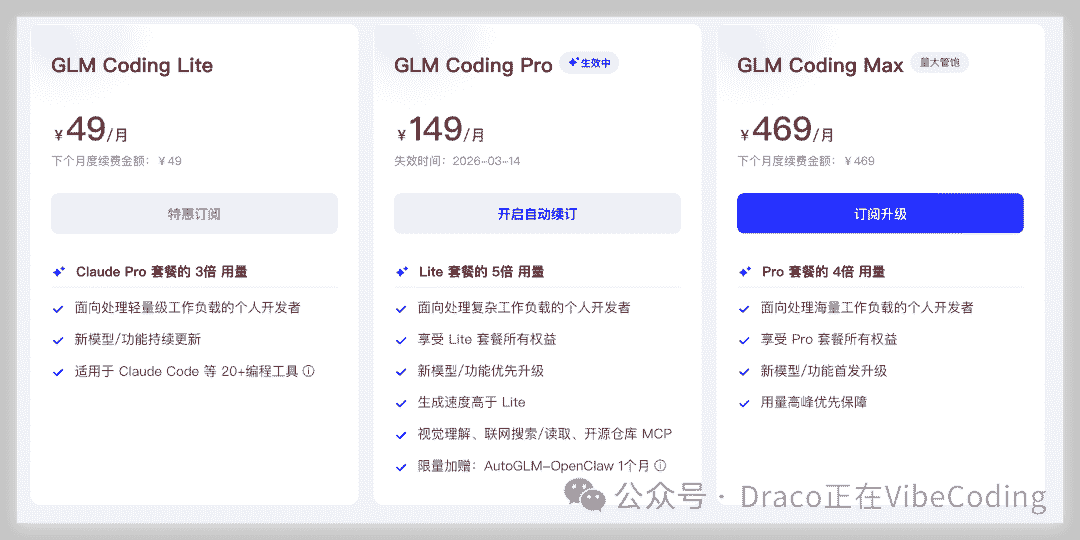 GLM Coding Lite
¥49/月
下个月度续费金额：¥49
特惠订阅
Claude Pro 套餐的 3倍 用量
面向处理轻量级工作负载的个人开发者
新模型/功能持续更新
适用于 Claude Code 等 20+编程工具
GLM Coding Pro 生效中
¥149/月
失效时间：2026-03-14
开启自动续订
Lite 套餐的 5倍 用量
面向处理复杂工作负载的个人开发者
享受 Lite 套餐所有权益
新模型/功能优先升级
生成速度高于 Lite
视觉理解、联网搜索/读取、开源仓库 MCP
限量加赠：AutoGLM-OpenClaw 1个月
GLM Coding Max 量大管饱
¥469/月
下个月度续费金额：¥469
订阅升级
Pro 套餐的 4倍 用量
面向处理海量工作负载的个人开发者
享受 Pro 套餐所有权益
新模型/功能首发升级
用量高峰优先保障
公众号 · Draco正在VibeCoding